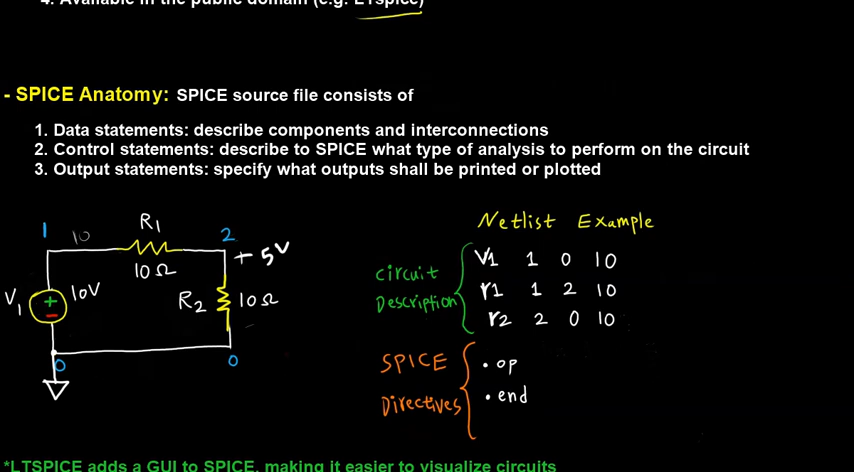 4. Available in the public domain (e.g. LTspice)
- SPICE Anatomy: SPICE source file consists of
1. Data statements: describe components and interconnections
2. Control statements: describe to SPICE what type of analysis to perform on the circuit
3. Output statements: specify what outputs shall be printed or plotted
1 10 R1 2
+ 5V
10Ω
V1 + 10V
R2 10Ω
0 0
Netlist Example
Circuit
Description
V1 1 0 10
r1 1 2 10
r2 2 0 10
SPICE
Directives
.op
.end
*LTSPICE adds a GUI to SPICE, making it easier to visualize circuits